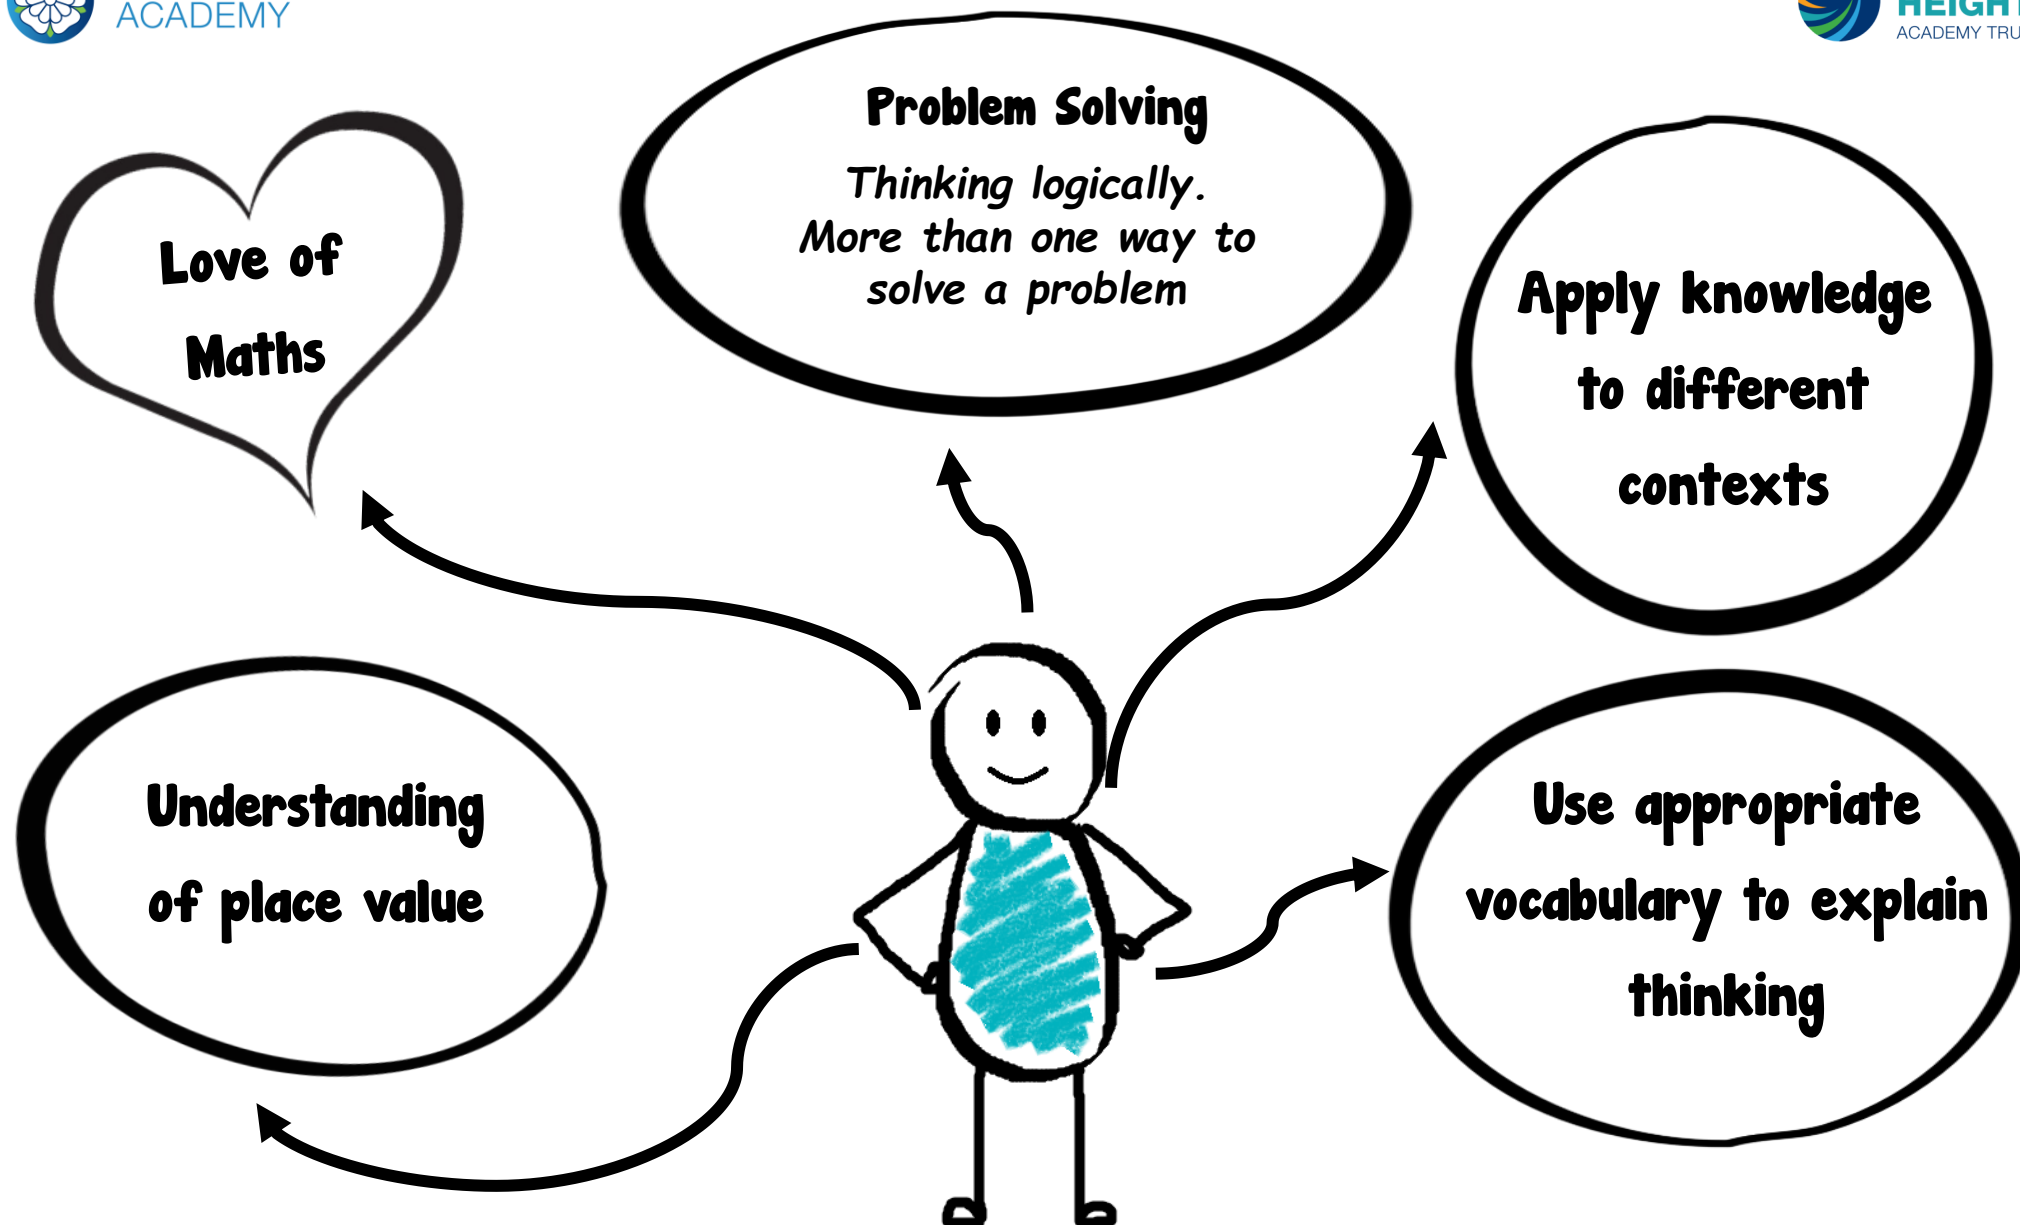 ACADEMY
ACADEMY
Problem Solving
Thinking logically.
More than one way to
solve a problem
Love of
Maths
Apply knowledge
to different
contexts
Understanding
of place value
Use appropriate
vocabulary to explain
thinking